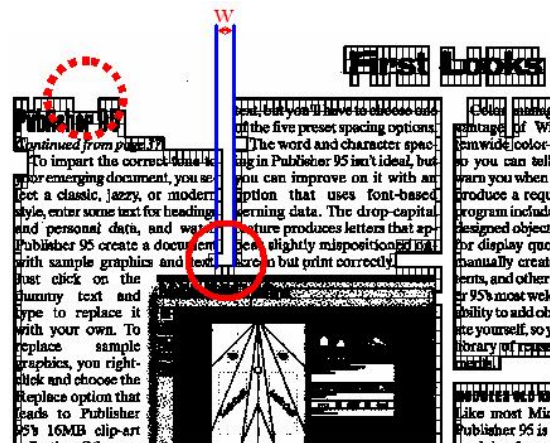 W
First Looks
Publisher 95
Continued from page 37
To impart the correct tone to
your emerging document, you se-
lect a classic, jazzy, or modern
style, enter some text for heading
and personal data, and
Publisher 95 create a document
with sample graphics and text.
Just click on the
dummy text and
type to replace it
with your own. To
replace sample
graphics, you right-
click and choose the
Replace option that
leads to Publisher
95's 16MB clip-art
text, but you'll have to choose one
of the five preset spacing options.
The word and character spac-
ing in Publisher 95 isn't ideal, but
you can improve on it with an
option that uses font-based
kerning data. The drop-capital
feature produces letters that ap-
pear slightly mispositioned on-
screen but print correctly.
Color
vantage of
temwide color-
so you can tell
warn you when
produce a requ
program includ
designed object
for display quo
manually creat
tents, and other
er 95's most wel
ability to add ob
ate yourself, so y
library of reusa
media.
Like most Mi
Publisher 95 is